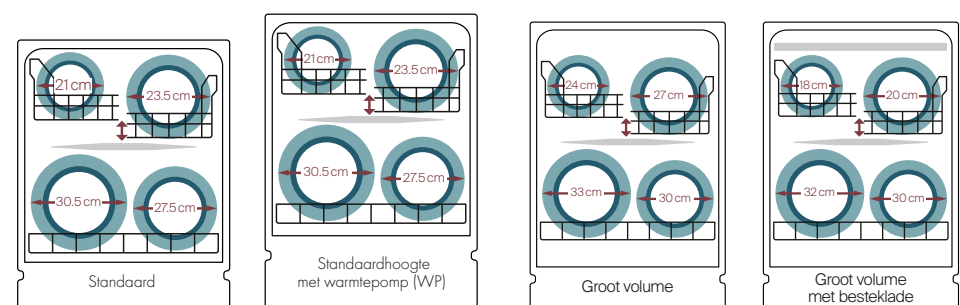 21 cm
23.5 cm
30.5 cm
27.5 cm
Standaard
21 cm
23.5 cm
30.5 cm
27.5 cm
Standaardhoogte
met warmtepomp (WP)
24 cm
27 cm
33 cm
30 cm
Groot volume
18 cm
20 cm
32 cm
30 cm
Groot volume
met besteklade